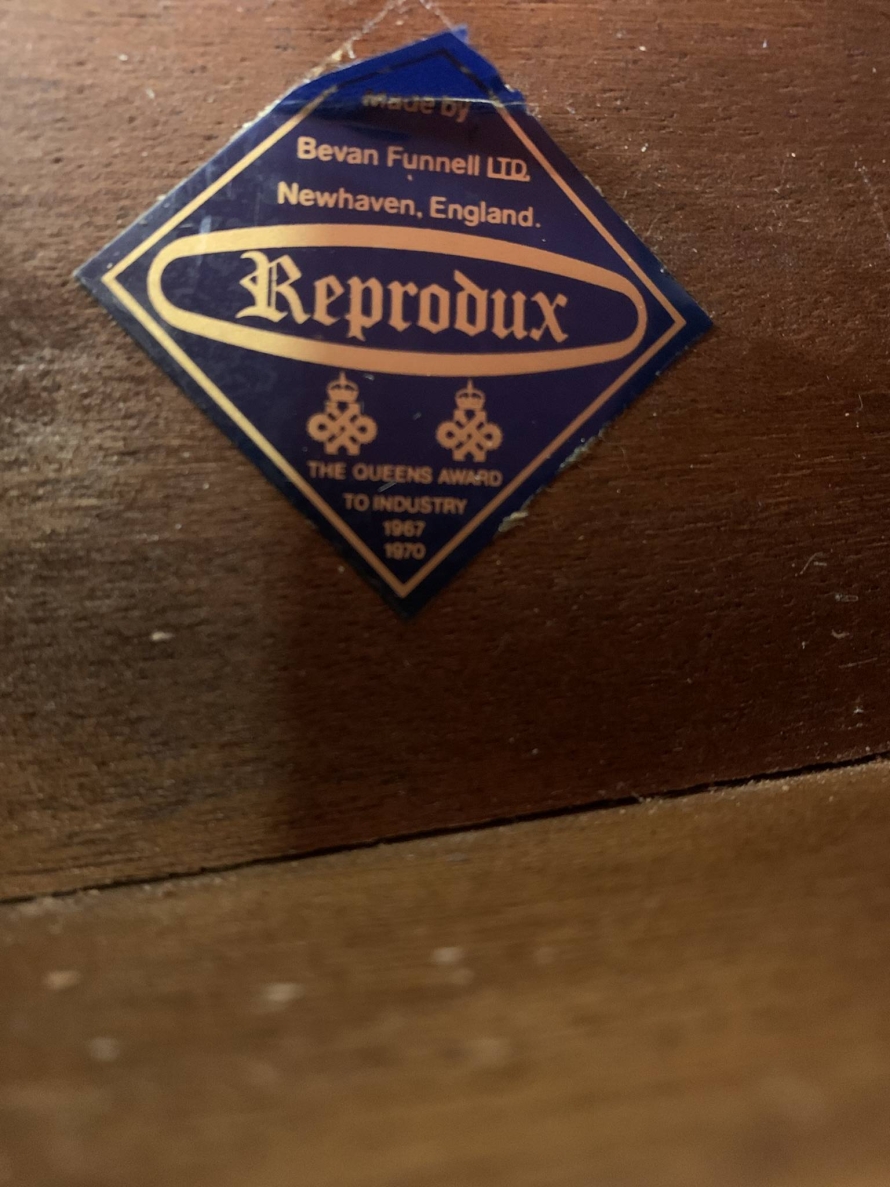 Made by
Bevan Funnell LTD.
Newhaven, England.
Reprodux
THE QUEENS AWARD
TO INDUSTRY
1967
1970